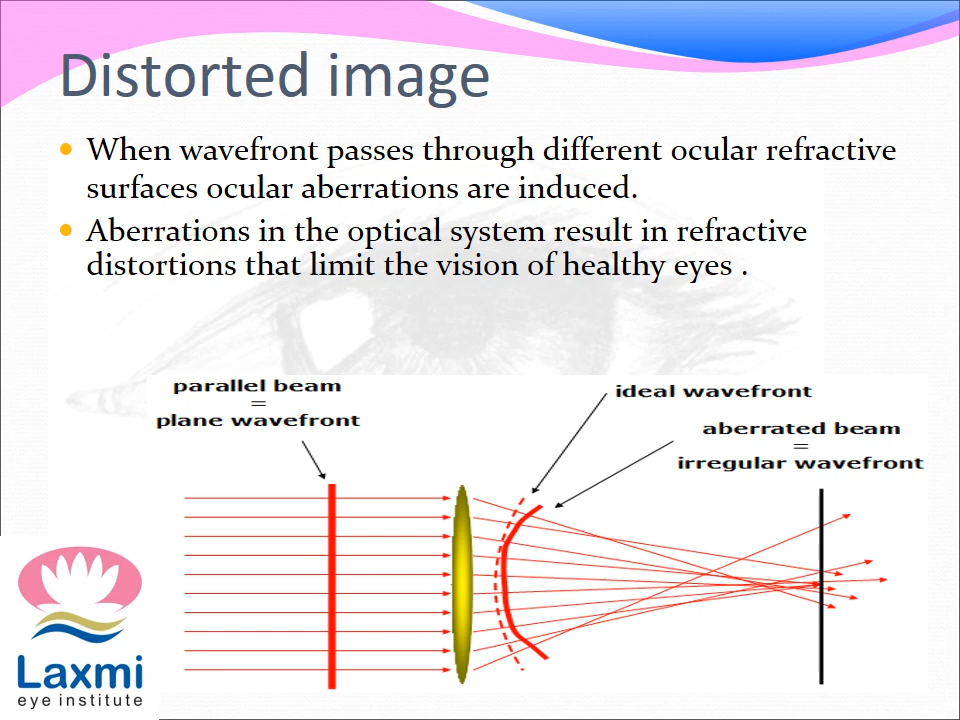 Distorted image
When wavefront passes through different ocular refractive
surfaces ocular aberrations are induced.
Aberrations in the optical system result in refractive
distortions that limit the vision of healthy eyes .
parallel beam
=
plane wavefront
ideal wavefront
aberrated beam
=
irregular wavefront
Laxmi
eye institute